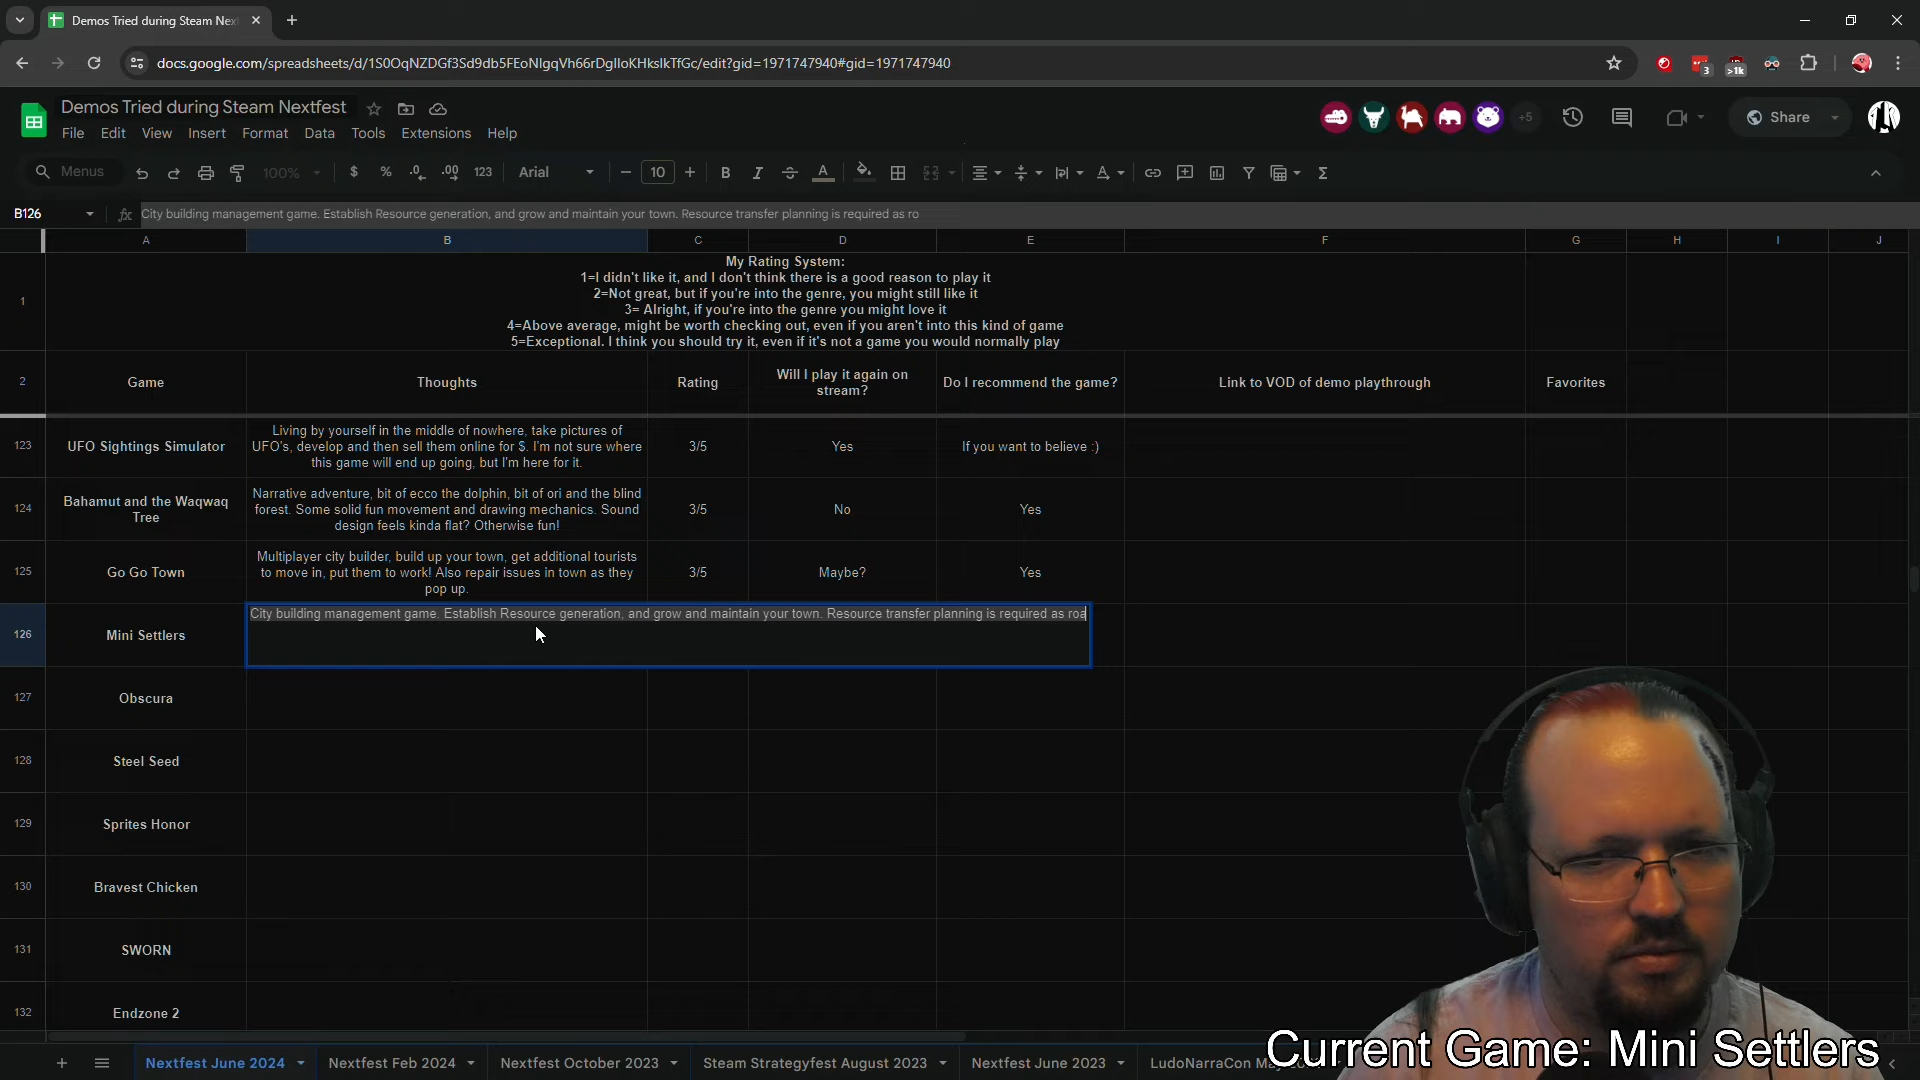 Demos Tried during Steam Nex
docs.google.com/spreadsheets/d/1S0OqNZDGf3Sd9db5FEoNlgqVh66rDgIloKHkslkTfGc/edit?gid=1971747940#gid=1971747940
3
>1k
Demos Tried during Steam Nextfest
File Edit View Insert Format Data Tools Extensions Help
+5
Share
Menus
100%
$ % .0 .00 123
Arial
10
B I A
B126
fx
City building management game. Establish Resource generation, and grow and maintain your town. Resource transfer planning is required as ro
A B C D E F G H I J
1
My Rating System:
1=I didn't like it, and I don't think there is a good reason to play it
2=Not great, but if you're into the genre, you might still like it
3= Alright, if you're into the genre you might love it
4=Above average, might be worth checking out, even if you aren't into this kind of game
5=Exceptional. I think you should try it, even if it's not a game you would normally play
2
Game
Thoughts
Rating
Will I play it again on
stream?
Do I recommend the game?
Link to VOD of demo playthrough
Favorites
123
UFO Sightings Simulator
Living by yourself in the middle of nowhere, take pictures of
UFO's, develop and then sell them online for $. I'm not sure where
this game will end up going, but I'm here for it.
3/5
Yes
If you want to believe :)
124
Bahamut and the Waqwaq
Tree
Narrative adventure, bit of ecco the dolphin, bit of ori and the blind
forest. Some solid fun movement and drawing mechanics. Sound
design feels kinda flat? Otherwise fun!
3/5
No
Yes
125
Go Go Town
Multiplayer city builder, build up your town, get additional tourists
to move in, put them to work! Also repair issues in town as they
pop up.
3/5
Maybe?
Yes
126
Mini Settlers
City building management game. Establish Resource generation, and grow and maintain your town. Resource transfer planning is required as roa
127
Obscura
128
Steel Seed
129
Sprites Honor
130
Bravest Chicken
131
SWORN
132
Endzone 2
Current Game: Mini Settlers
Nextfest June 2024
Nextfest Feb 2024
Nextfest October 2023
Steam Strategyfest August 2023
Nextfest June 2023
LudoNarraCon May